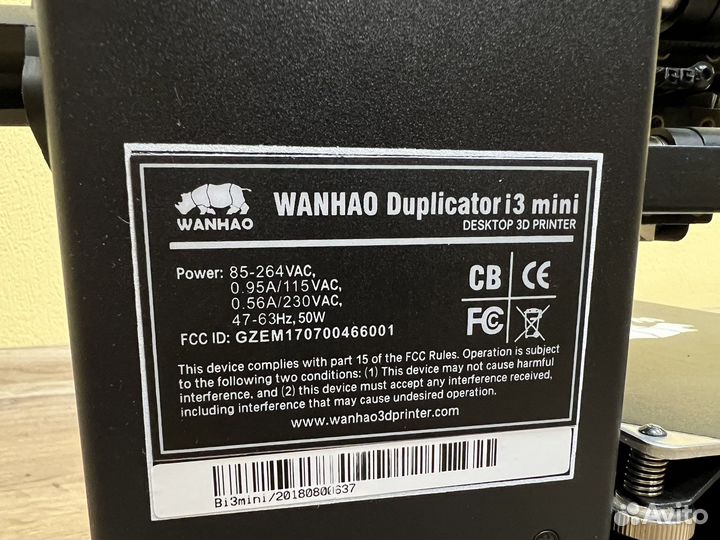 WANHAO
WANHAO Duplicator i3 mini
DESKTOP 3D PRINTER
Power: 85-264VAC,
0.95A/115VAC,
0.56A/230VAC,
47-63Hz, 50W
FCC ID: GZEM170700466001
CB CE
FC
This device complies with part 15 of the FCC Rules. Operation is subject
to the following two conditions: (1) This device may not cause harmful
interference, and (2) this device must accept any interference received,
including interference that may cause undesired operation.
www.wanhao3dprinter.com
Bi3mini/20180800637
Avito